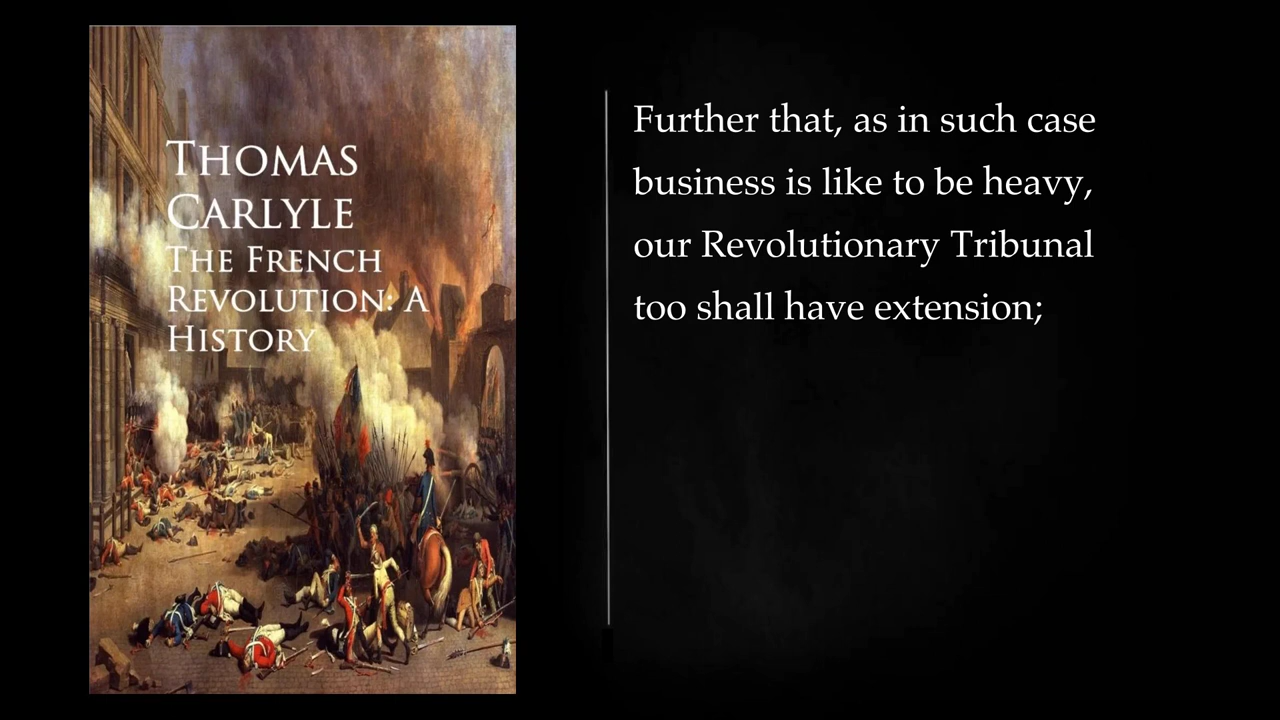 THOMAS
CARLYLE
THE FRENCH
REVOLUTION: A
HISTORY
Further that, as in such case
business is like to be heavy,
our Revolutionary Tribunal
too shall have extension;